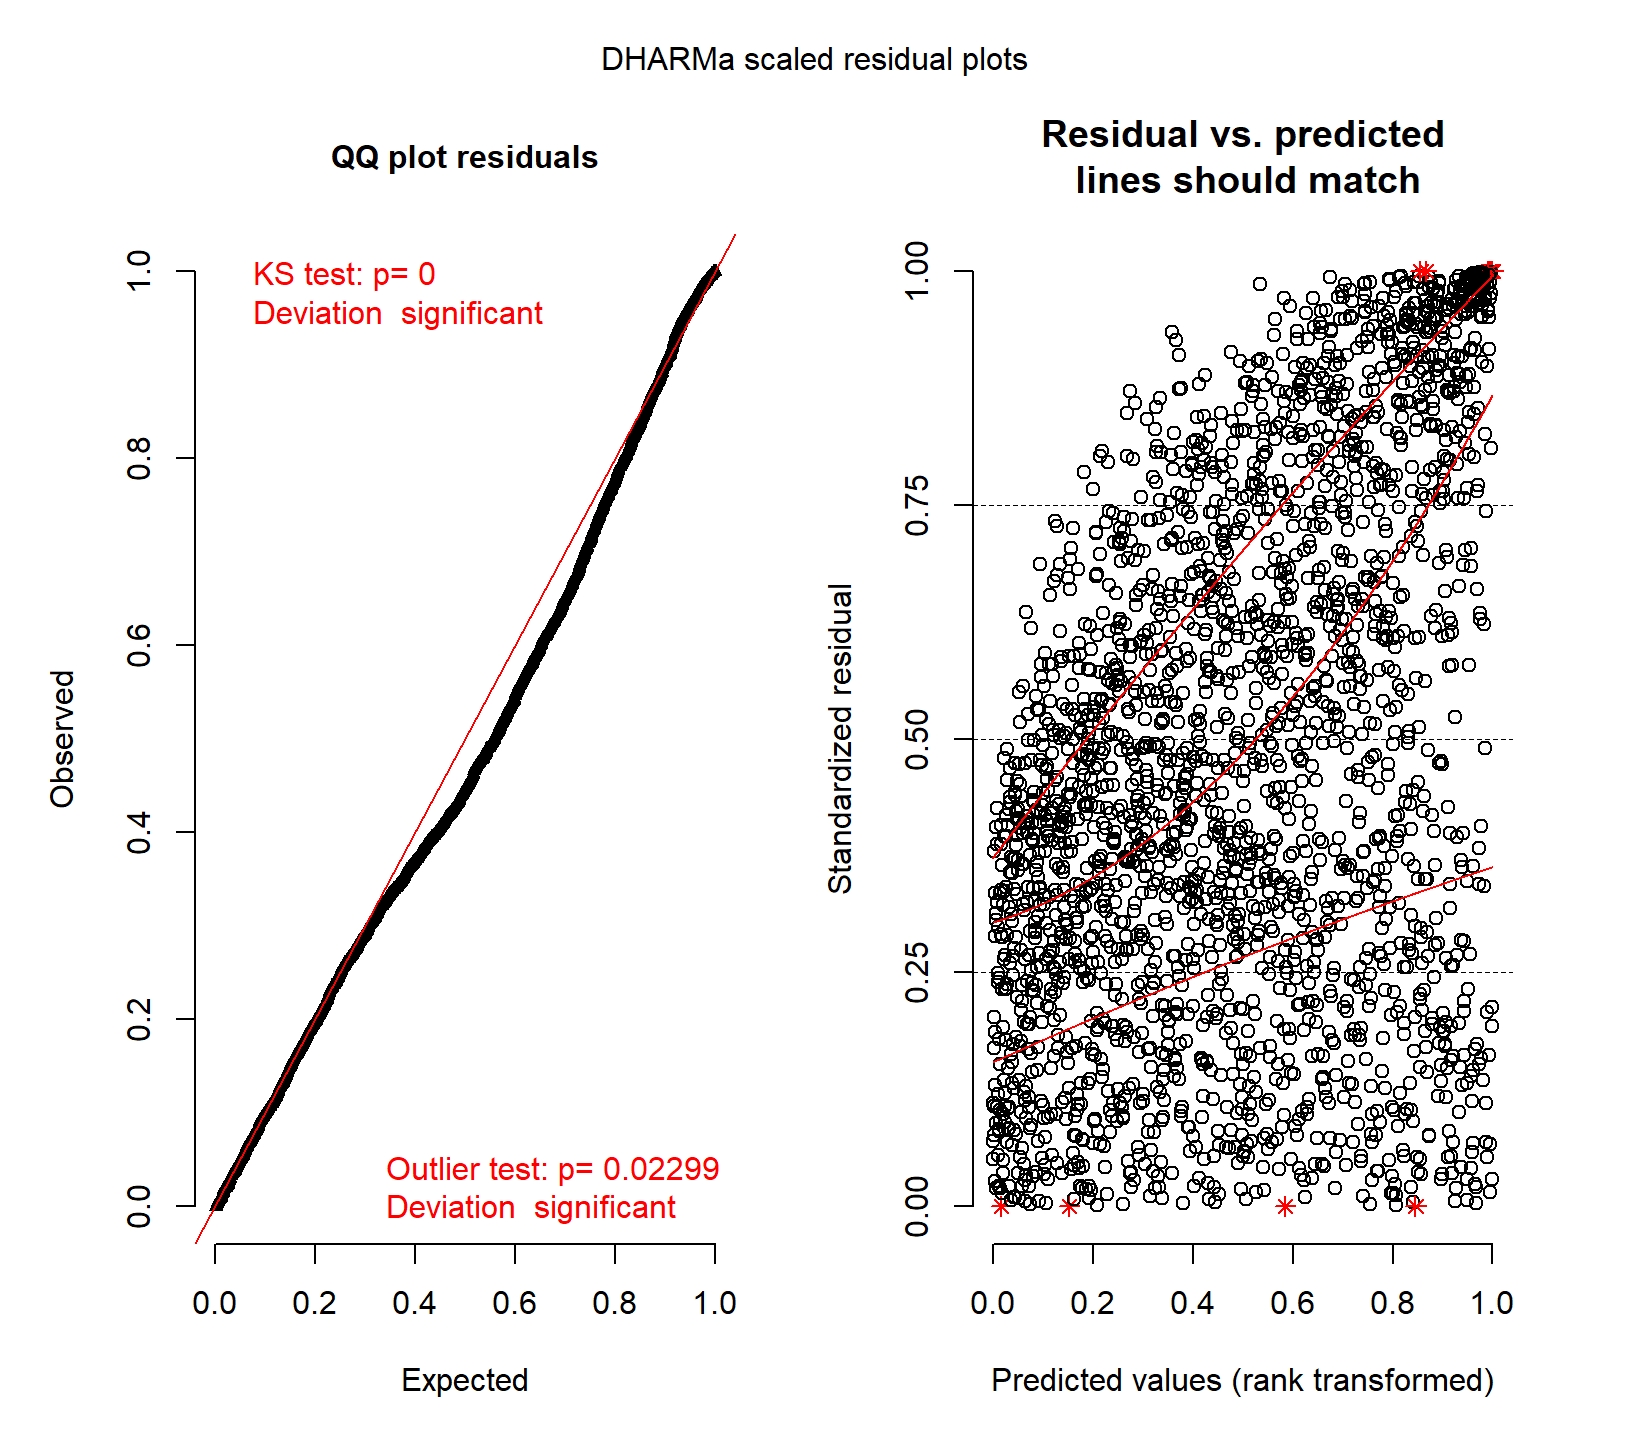 DHARMa scaled residual plots
QQ plot residuals
KS test: p= 0
Deviation  significant
Outlier test: p= 0.02299
Deviation  significant
Observed
0.0 0.2 0.4 0.6 0.8 1.0
0.0 0.2 0.4 0.6 0.8 1.0
Expected
Residual vs. predicted
lines should match
Standardized residual
0.00 0.25 0.50 0.75 1.00
0.0 0.2 0.4 0.6 0.8 1.0
Predicted values (rank transformed)